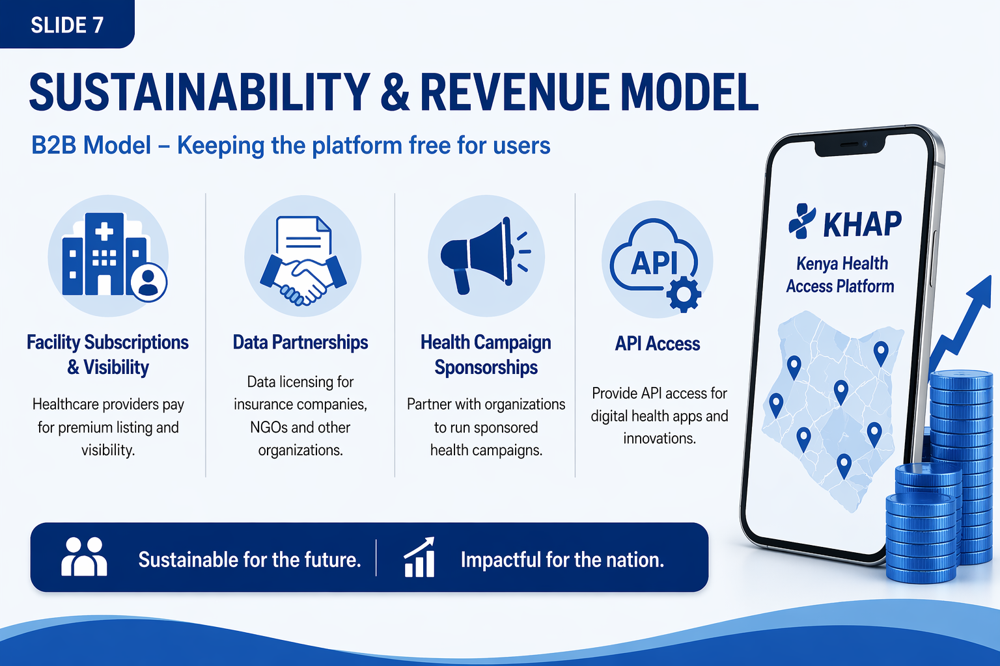 SLIDE 7
SUSTAINABILITY & REVENUE MODEL
B2B Model – Keeping the platform free for users
Facility Subscriptions
& Visibility
Healthcare providers pay
for premium listing and
visibility.
Data Partnerships
Data licensing for
insurance companies,
NGOs and other
organizations.
Health Campaign
Sponsorships
Partner with organizations
to run sponsored
health campaigns.
API
API Access
Provide API access for
digital health apps and
innovations.
KHAP
Kenya Health
Access Platform
Sustainable for the future.
Impactful for the nation.